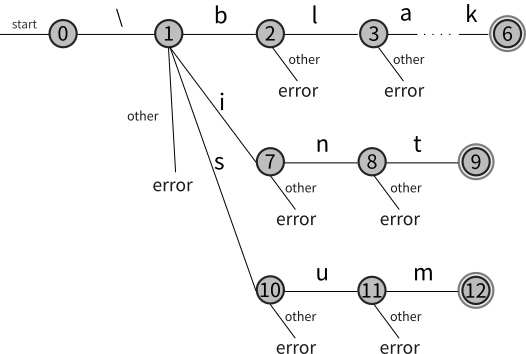 \ b l a k
start 0 1 2 3 . . . . . 6
other other other
error error
i n t
7 8 9
error other other
error error
s
u m
10 11 12
other other
error error